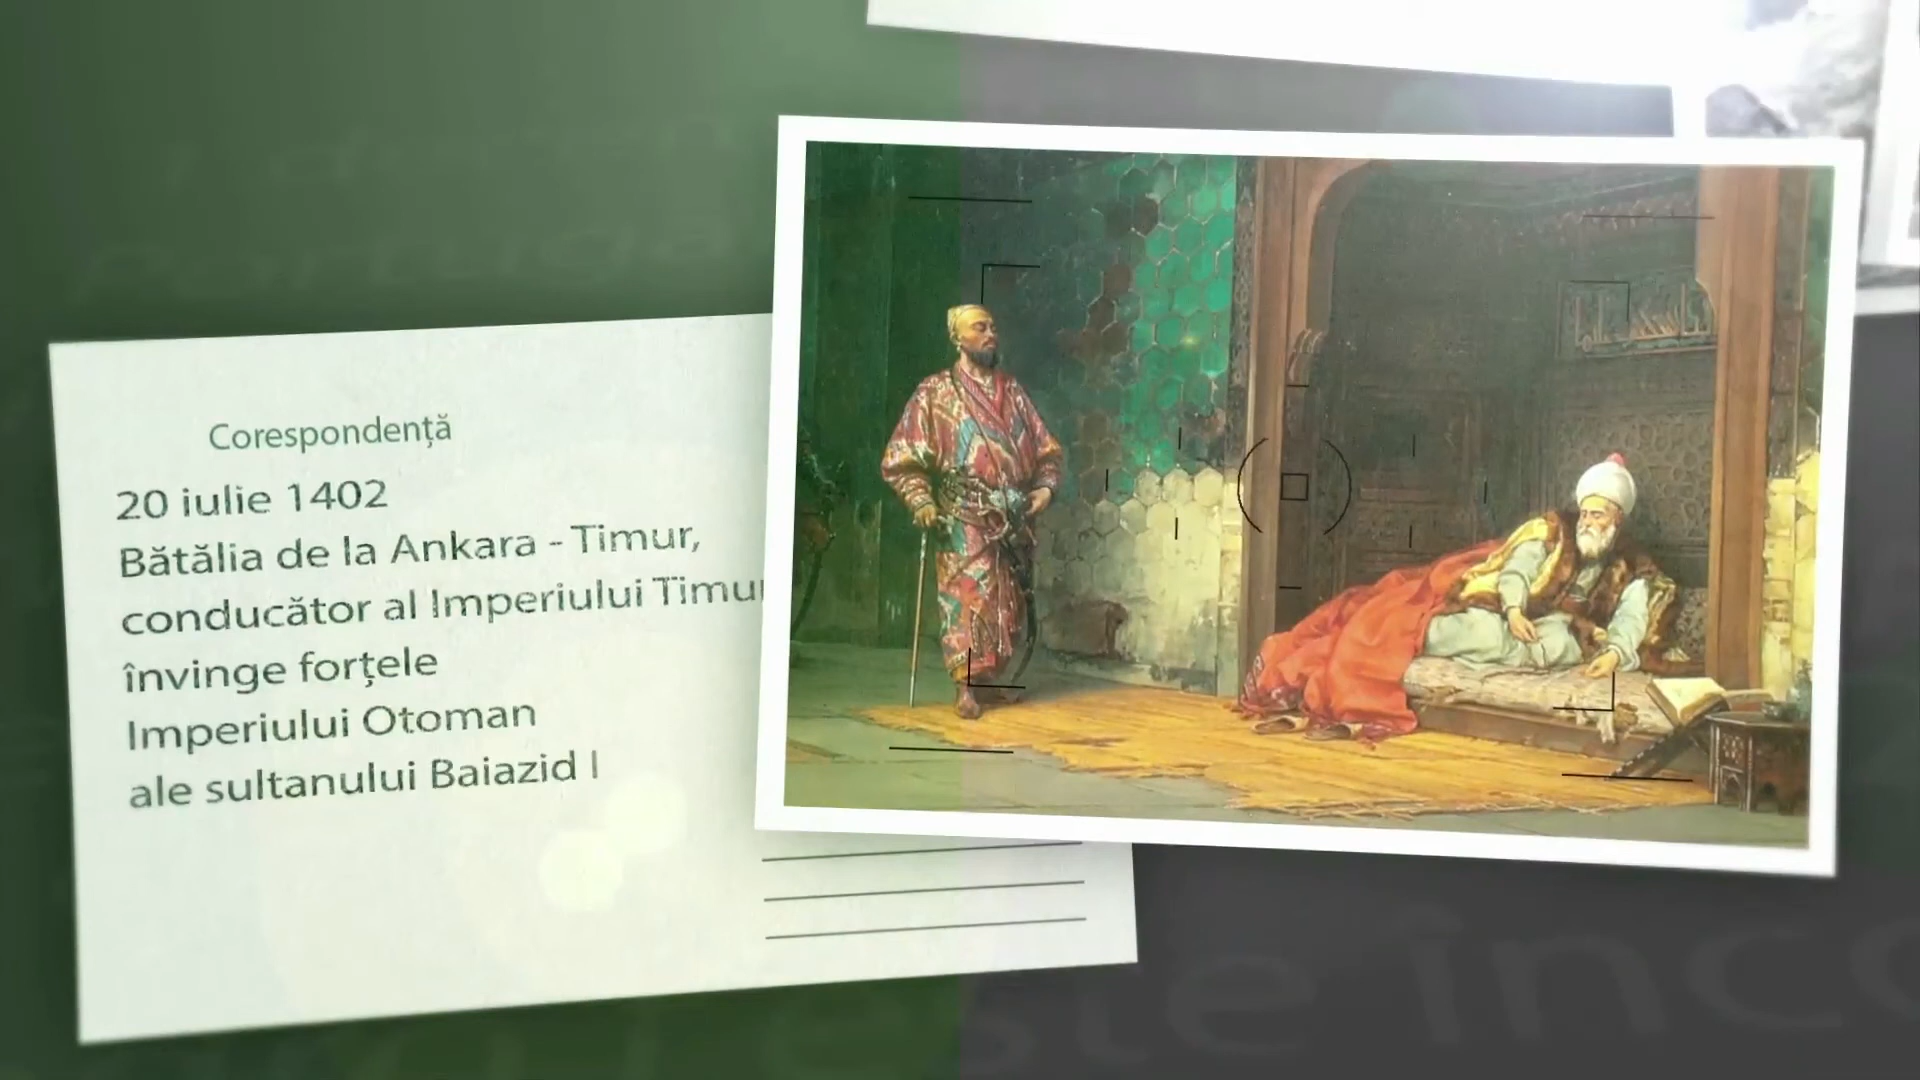 Corespondență
20 iulie 1402
Bătălia de la Ankara - Timur,
conducător al Imperiului
învinge forțele
Imperiului Otoman
ale sultanului Baiazid I